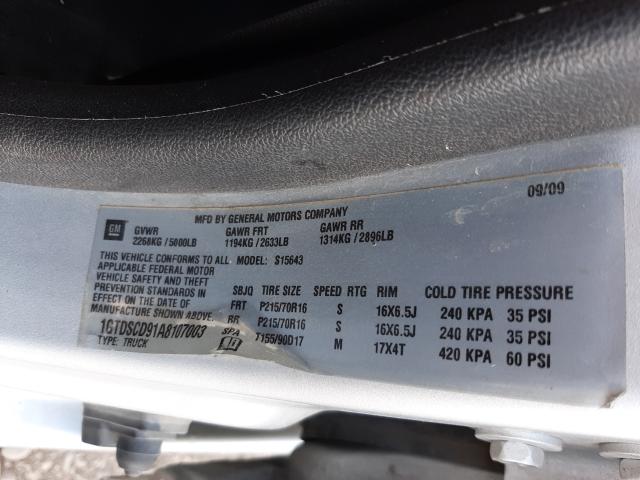 09/09
MFD BY GENERAL MOTORS COMPANY
GM GVWR GAWR FRT GAWR RR
2268KG / 5000LB 1194KG / 2633LB 1314KG / 2896LB
THIS VEHICLE CONFORMS TO ALL MODEL: S15643
APPLICABLE FEDERAL MOTOR
VEHICLE SAFETY AND THEFT
PREVENTION STANDARDS IN
EFFECT ON THE DATE OF
MANUFACTURE SHOWN ABOVE.
1GTDSCD91A8107003
TYPE: TRUCK
SBJQ TIRE SIZE SPEED RTG RIM COLD TIRE PRESSURE
FRT P215/70R16 S 16X6.5J 240 KPA 35 PSI
RR P215/70R16 S 16X6.5J 240 KPA 35 PSI
SPA T155/90D17 M 17X4T 420 KPA 60 PSI